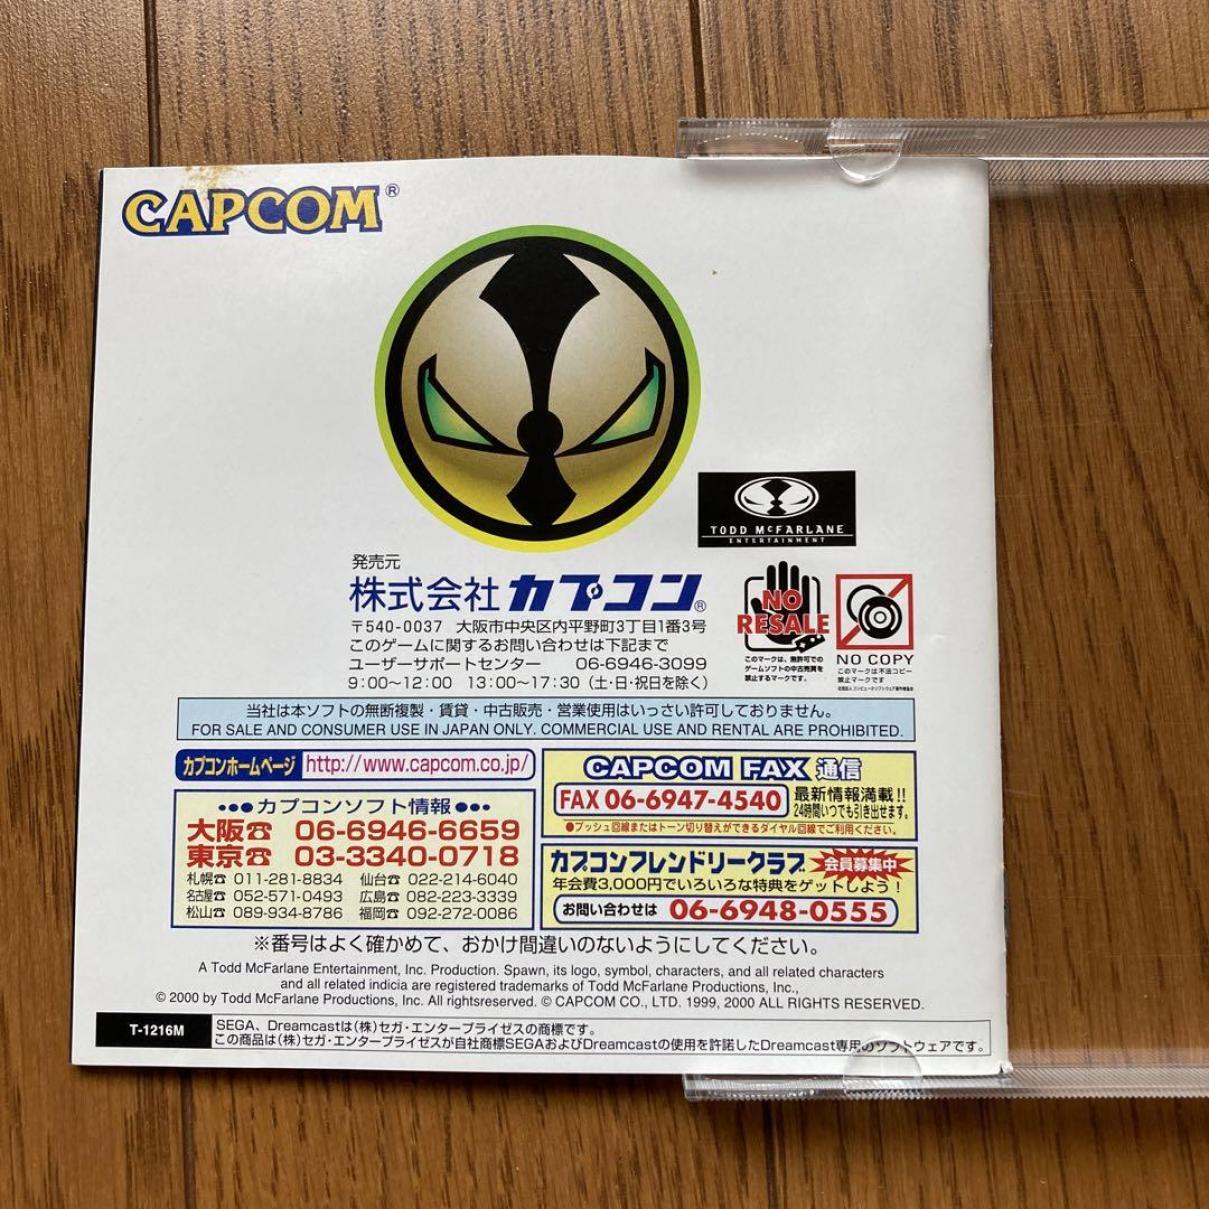 CAPCOM®
TODD McFARLANE
ENTERTAINMENT
発売元
株式会社カプコン®
〒540-0037 大阪市中央区内平野町3丁目1番3号
このゲームに関するお問い合わせは下記まで
ユーザーサポートセンター 06-6946-3099
9:00〜12:00 13:00〜17:30 (土・日・祝日を除く)
NO
RESALE
このマークは、無許可での
ゲームソフトの中古売買を
禁止するマークです。
NO COPY
このマークは不法コピー
禁止マークです
社団法人 コンピュータソフトウェア著作権協会
当社は本ソフトの無断複製・賃貸・中古販売・営業使用はいっさい許可しておりません。
FOR SALE AND CONSUMER USE IN JAPAN ONLY. COMMERCIAL USE AND RENTAL ARE PROHIBITED.
カプコンホームページ http://www.capcom.co.jp/
●●●カプコンソフト情報●●●
大阪☎ 06-6946-6659
東京☎ 03-3340-0718
札幌☎ 011-281-8834 仙台☎ 022-214-6040
名古屋☎ 052-571-0493 広島☎ 082-223-3339
松山☎ 089-934-8786 福岡☎ 092-272-0086
CAPCOM FAX 通信
FAX 06-6947-4540
最新情報満載!!
24時間いつでも引き出せます。
●プッシュ回線またはトーン切り替えができるダイヤル回線でご利用ください。
カプコンフレンドリークラブ 会員募集中
年会費3,000円でいろいろな特典をゲットしよう!
お問い合わせは 06-6948-0555
※番号はよく確かめて、おかけ間違いのないようにしてください。
A Todd McFarlane Entertainment, Inc. Production. Spawn, its logo, symbol, characters, and all related characters
and all related indicia are registered trademarks of Todd McFarlane Productions, Inc.,
© 2000 by Todd McFarlane Productions, Inc. All rightsreserved. © CAPCOM CO., LTD. 1999, 2000 ALL RIGHTS RESERVED.
T-1216M
SEGA、Dreamcastは(株)セガ・エンタープライゼスの商標です。
この商品は(株)セガ・エンタープライゼスが自社商標SEGAおよびDreamcastの使用を許諾したDreamcast専用のソフトウェアです。